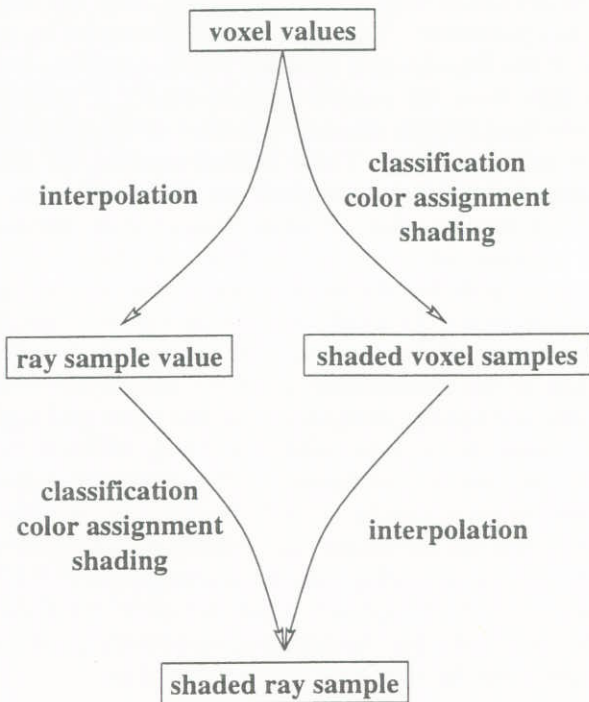 voxel values
interpolation
classification
color assignment
shading
ray sample value
shaded voxel samples
classification
color assignment
shading
interpolation
shaded ray sample